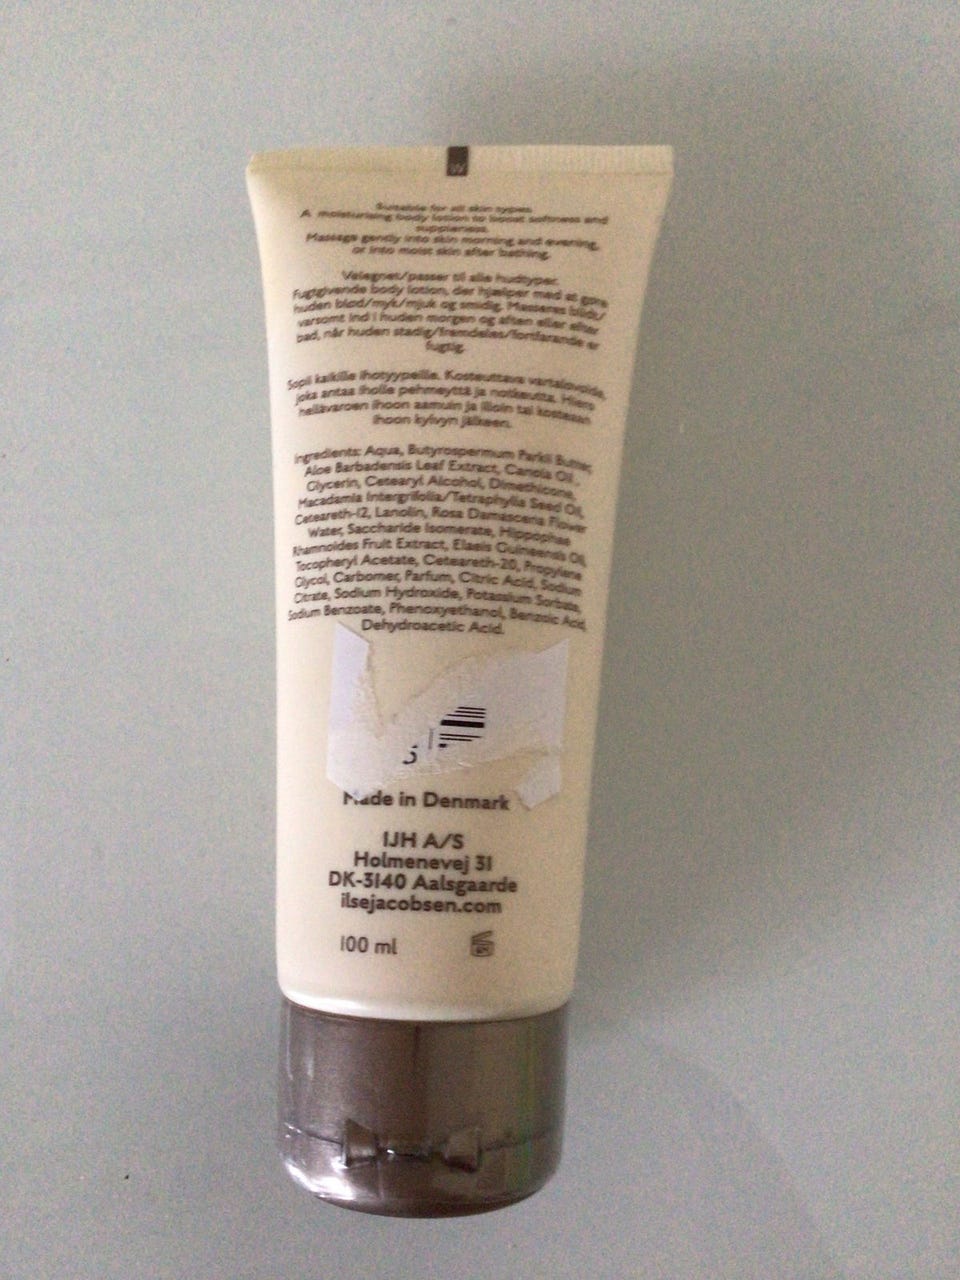 Suitable for all skin types.
A moisturising body lotion to boost softness and
suppleness.
Massage gently into skin morning and evening,
or into moist skin after bathing.
Velegnet/passer til alle hudtyper.
Fugtgivende body lotion, der hjælper med at gøre
huden blød/myk/mjuk og smidig. Masseres blidt/
varsomt ind i huden morgen og aften eller efter
bad, når huden stadig/fremdeles/fortfarande er
fugtig.
Sopii kaikille ihotyypeille. Kosteuttava vartalovoide,
joka antaa iholle pehmeyttä ja notkeutta. Hiero
hellävaroen ihoon aamuin ja illoin tai kosteaan
ihoon kylvyn jälkeen.
Ingredients: Aqua, Butyrospermum Parkii Butter,
Aloe Barbadensis Leaf Extract, Canola Oil ,
Glycerin, Cetearyl Alcohol, Dimethicone,
Macadamia Intergrifolia/Tetraphylla Seed Oil,
Ceteareth-12, Lanolin, Rosa Damascena Flower
Water, Saccharide Isomerate, Hippophae
Rhamnoides Fruit Extract, Elaeis Guineensis Oil,
Tocopheryl Acetate, Ceteareth-20, Propylene
Glycol, Carbomer, Parfum, Citric Acid, Sodium
Citrate, Sodium Hydroxide, Potassium Sorbate,
Sodium Benzoate, Phenoxyethanol, Benzoic Acid,
Dehydroacetic Acid.
5
Made in Denmark
IJH A/S
Holmenevej 31
DK-3140 Aalsgaarde
ilsejacobsen.com
100 ml